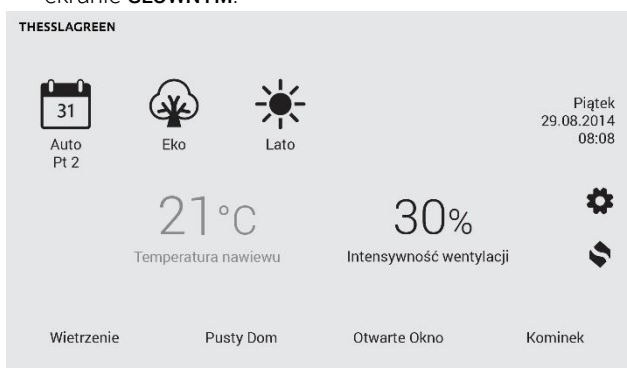 ekranie GŁÓWNYM.
THESSLAGREEN
31
Auto
Pt 2
Eko
Lato
Piątek
29.08.2014
08:08
21°C
Temperatura nawiewu
30%
Intensywność wentylacji
Wietrzenie
Pusty Dom
Otwarte Okno
Kominek